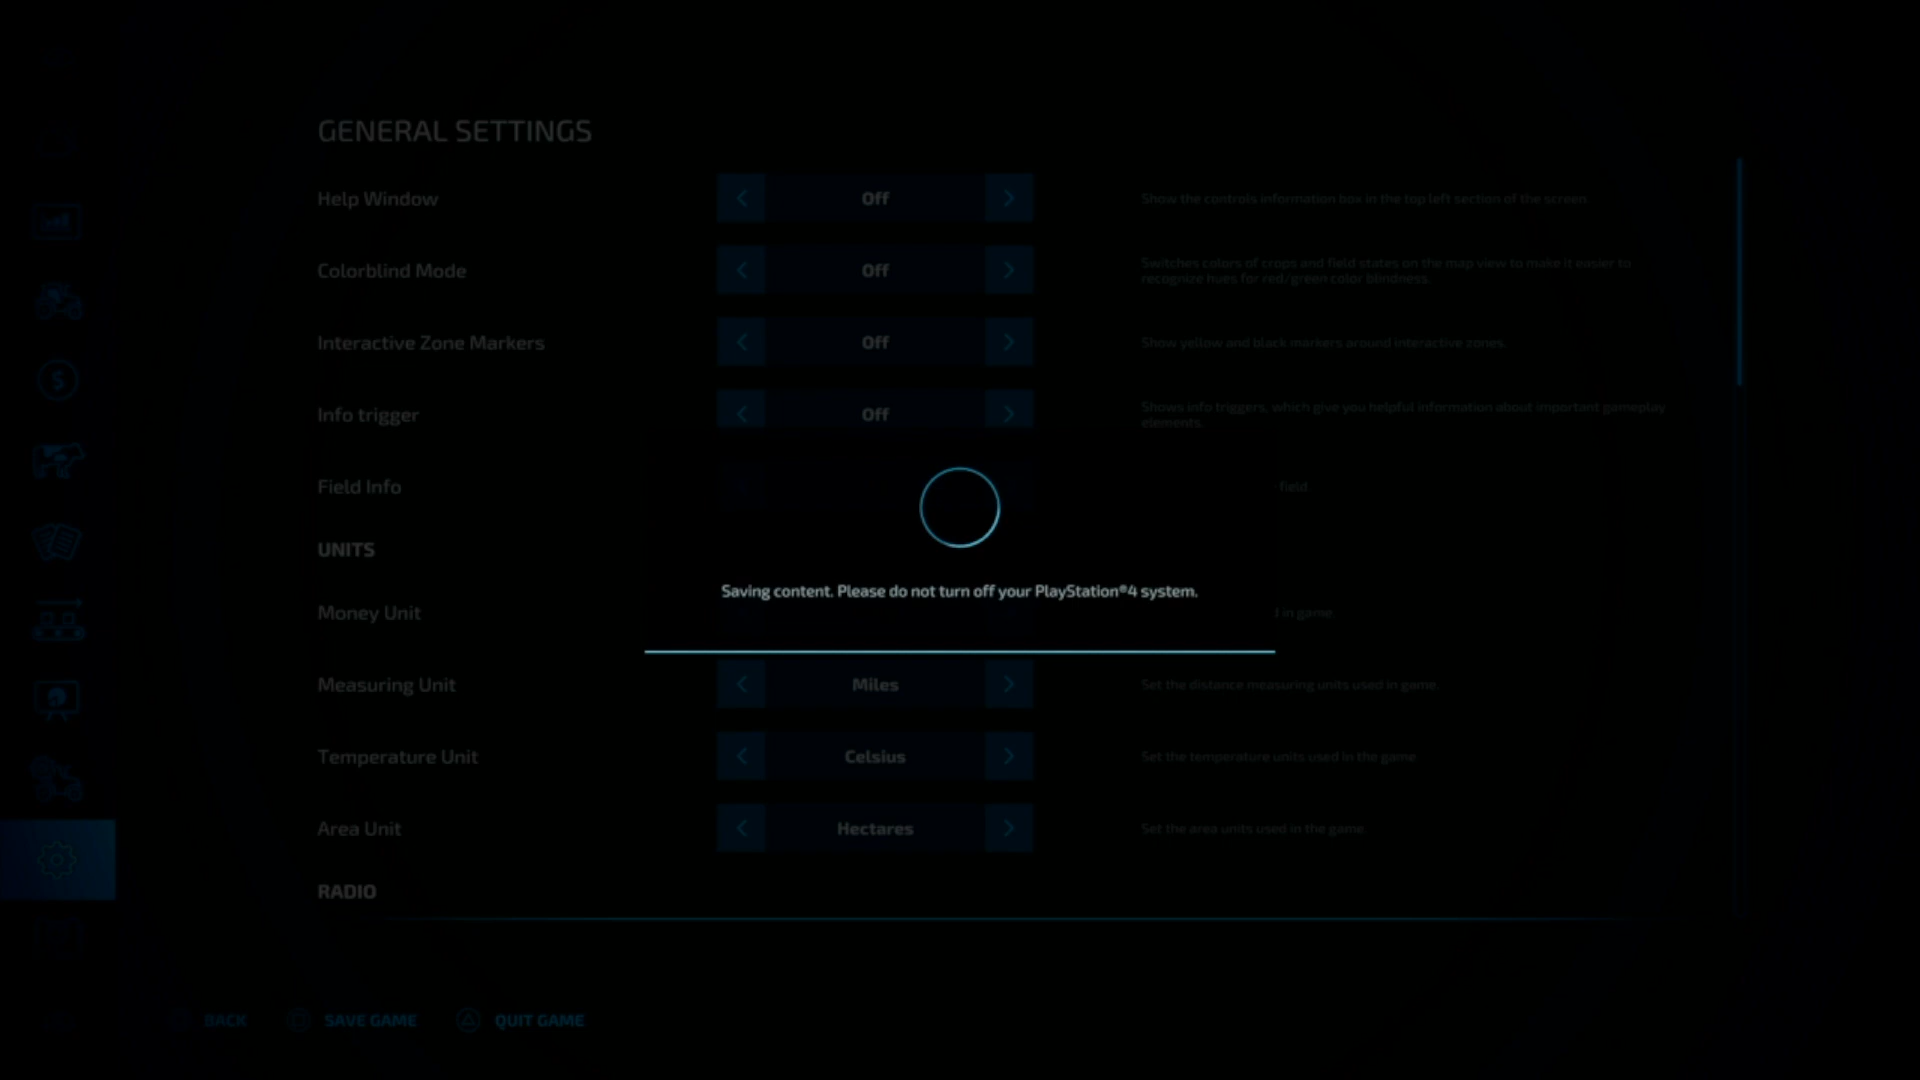 GENERAL SETTINGS
Help Window
Off
Show the controls information box in the top left section of the screen
Colorblind Mode
Off
Switches colors of crops and field states on the map view to make it easier to
recognize hues for red/green color blindness.
Interactive Zone Markers
Off
Show yellow and black markers around interactive zones.
Info trigger
Off
Shows info triggers, which give you helpful information about important gameplay
elements.
Field Info
field
UNITS
Saving content. Please do not turn off your PlayStation®4 system.
Money Unit
in game
Measuring Unit
Miles
Set the distance measuring units used in game.
Temperature Unit
Celsius
Set the temperature units used in the game
Area Unit
Hectares
Set the area units used in the game.
RADIO
BACK
SAVE GAME
QUIT GAME